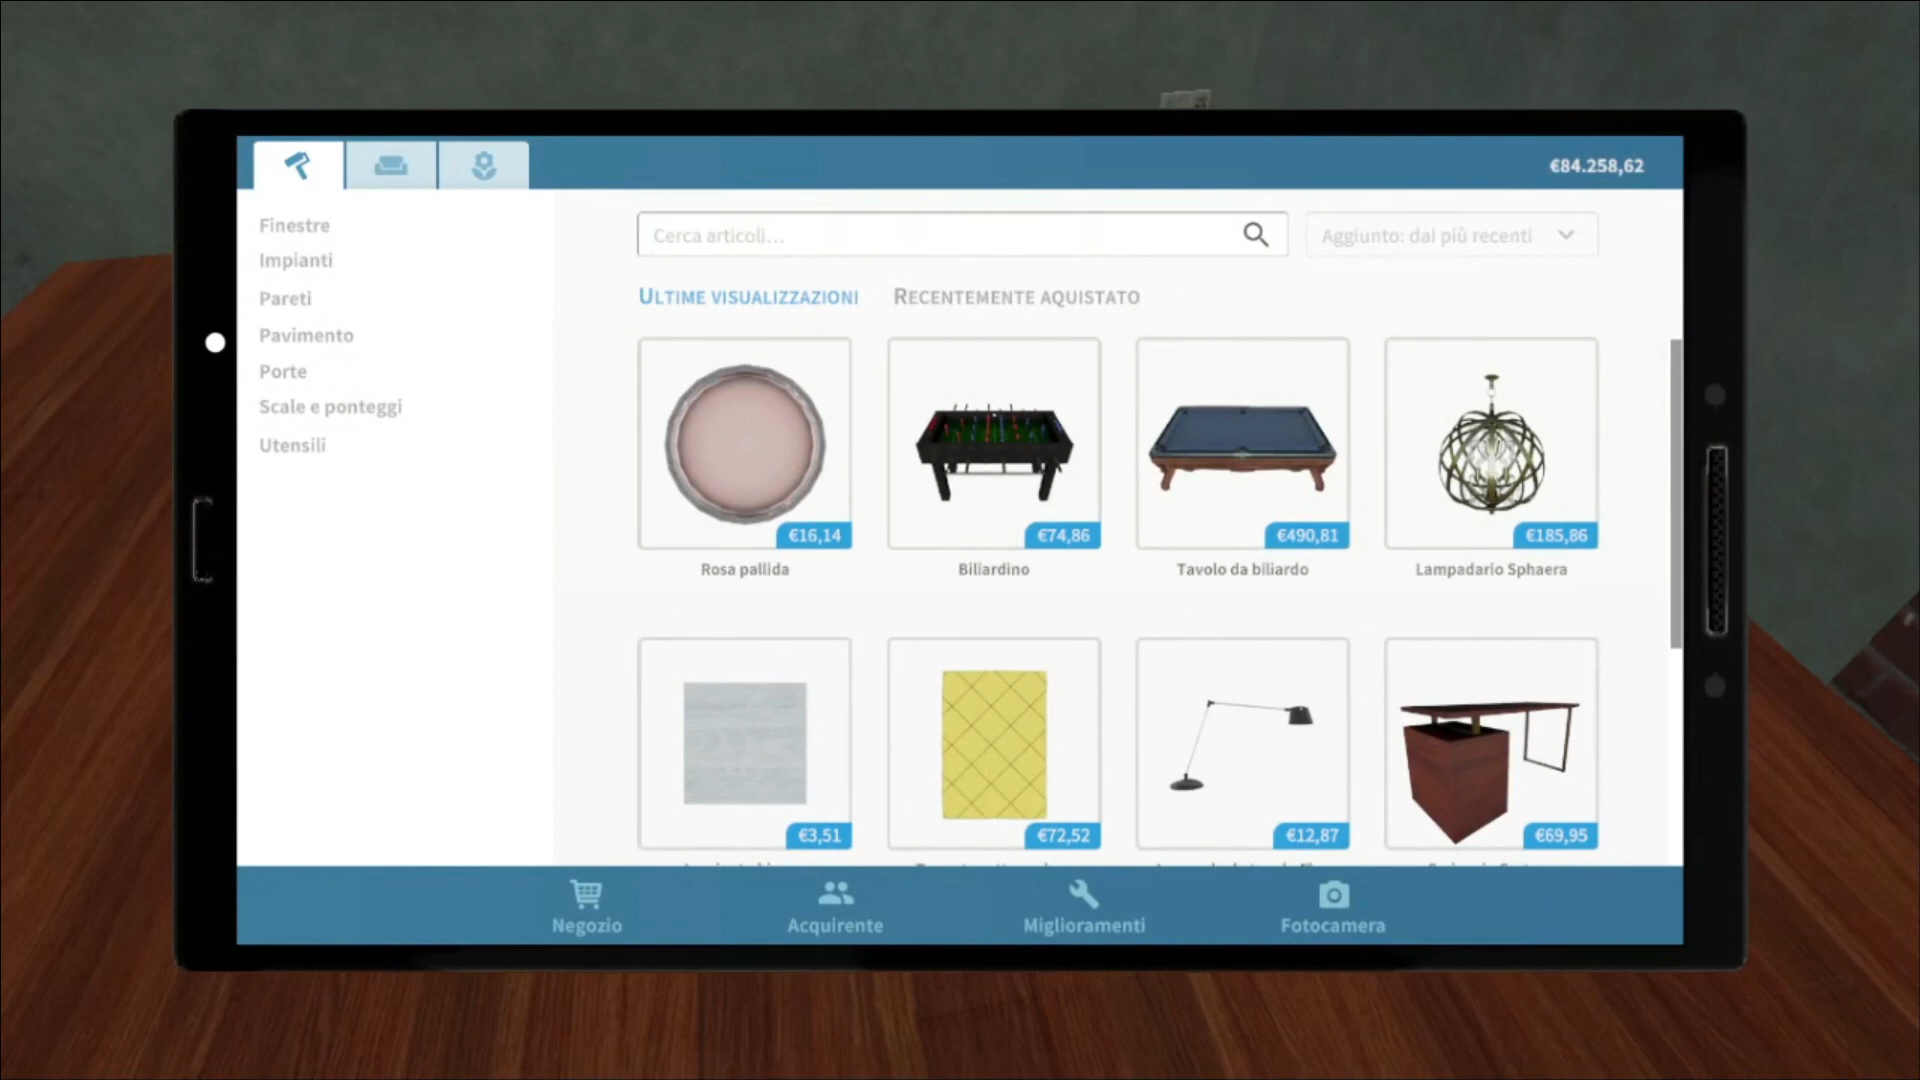 €84.258,62
Finestre
Impianti
Pareti
Pavimento
Porte
Scale e ponteggi
Utensili
Cerca articoli...
Aggiunto: dai più recenti
ULTIME VISUALIZZAZIONI
RECENTEMENTE AQUISTATO
€16,14
€74,86
€490,81
€185,86
Rosa pallida
Biliardino
Tavolo da biliardo
Lampadario Sphaera
€3,51
€72,52
€12,87
€69,95
Negozio
Acquirente
Miglioramenti
Fotocamera